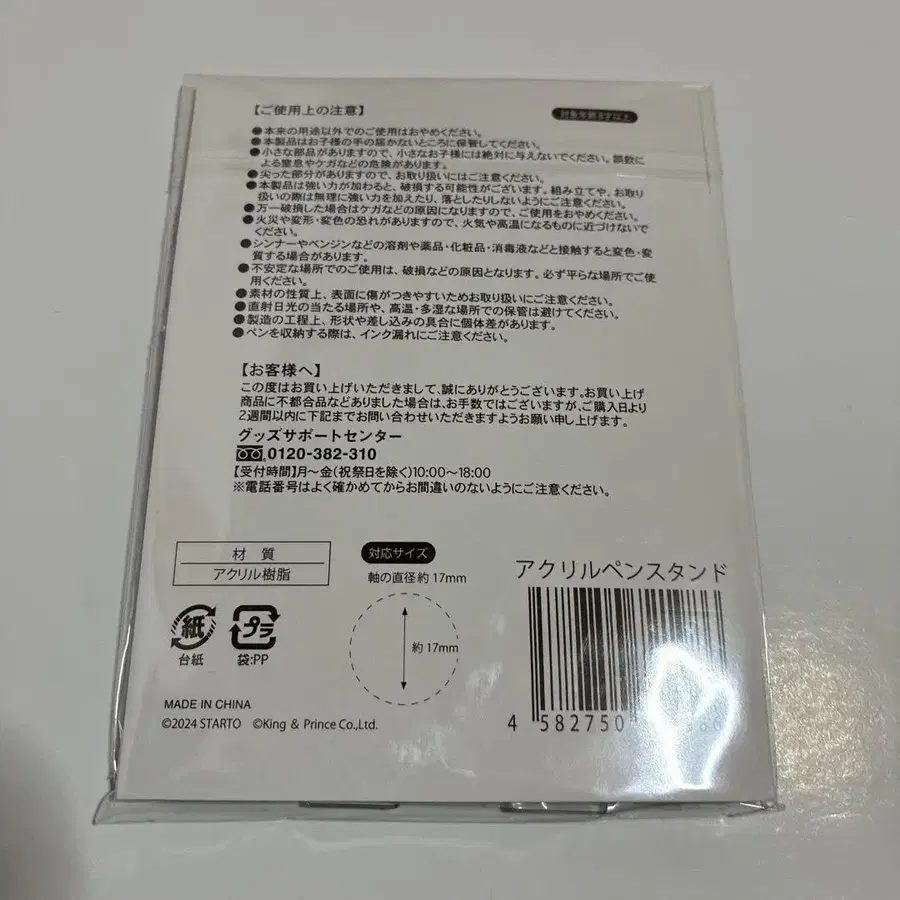 【ご使用上の注意】
対象年齢8才以上
●本来の用途以外でのご使用はおやめください。
●本製品はお子様の手の届かないところに保管してください。
●小さな部品がありますので、小さなお子様には絶対に与えないでください。誤飲に
よる窒息やケガなどの危険があります。
●尖った部分がありますので、お取り扱いにはご注意ください。
●本製品は強い力が加わると、破損する可能性がございます。組み立てや、お取り
扱いの際は無理に強い力を加えたり、落としたりしないようにご注意ください。
●万一破損した場合はケガなどの原因になりますので、ご使用をおやめください。
●火災や変形・変色の恐れがありますので、火気や高温になるものに近づけないで
ください。
●シンナーやベンジンなどの溶剤や薬品・化粧品・消毒液などと接触すると変色・変
質する場合があります。
●不安定な場所でのご使用は、破損などの原因となります。必ず平らな場所でご使
用ください。
●素材の性質上、表面に傷がつきやすいためお取り扱いにご注意ください。
●直射日光の当たる場所や、高温・多湿な場所での保管は避けてください。
●製造の工程上、形状や差し込みの具合に個体差があります。
●ペンを収納する際は、インク漏れにご注意ください。
【お客様へ】
この度はお買い上げいただきまして、誠にありがとうございます。お買い上げ
商品に不都合品などありました場合は、お手数ではございますが、ご購入日より
2週間以内に下記までお問い合わせいただきますようお願い申し上げます。
グッズサポートセンター
0120-382-310
【受付時間】月〜金(祝祭日を除く)10:00〜18:00
※電話番号はよく確かめてからお間違いのないようにご注意ください。
材 質
アクリル樹脂
対応サイズ
軸の直径約17mm
約17mm
アクリルペンスタンド
紙
台紙
プラ
袋:PP
MADE IN CHINA
©2024 STARTO ©King & Prince Co.,Ltd.
4 582750